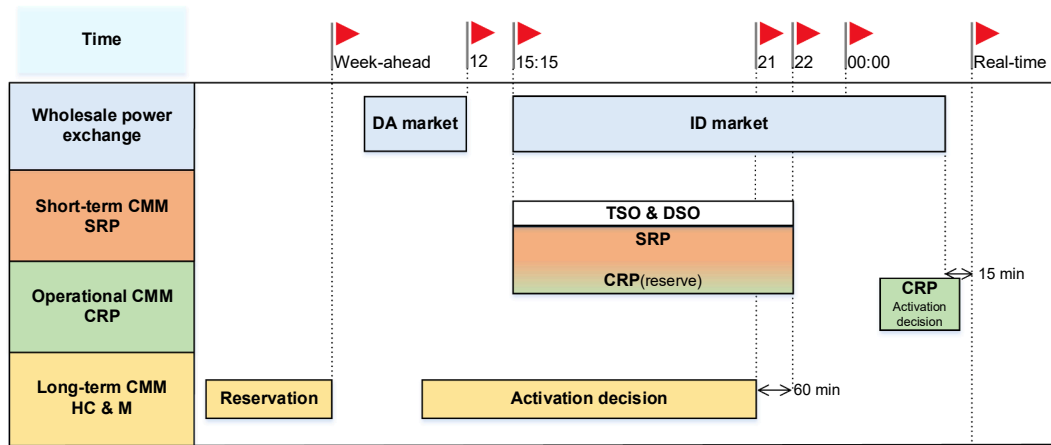 Time
Week-ahead
12
15:15
21
22
00:00
Real-time
Wholesale power
exchange
DA market
ID market
Short-term CMM
SRP
TSO & DSO
SRP
CRP(reserve)
Operational CMM
CRP
CRP
Activation
decision
15 min
Long-term CMM
HC & M
Reservation
Activation decision
60 min